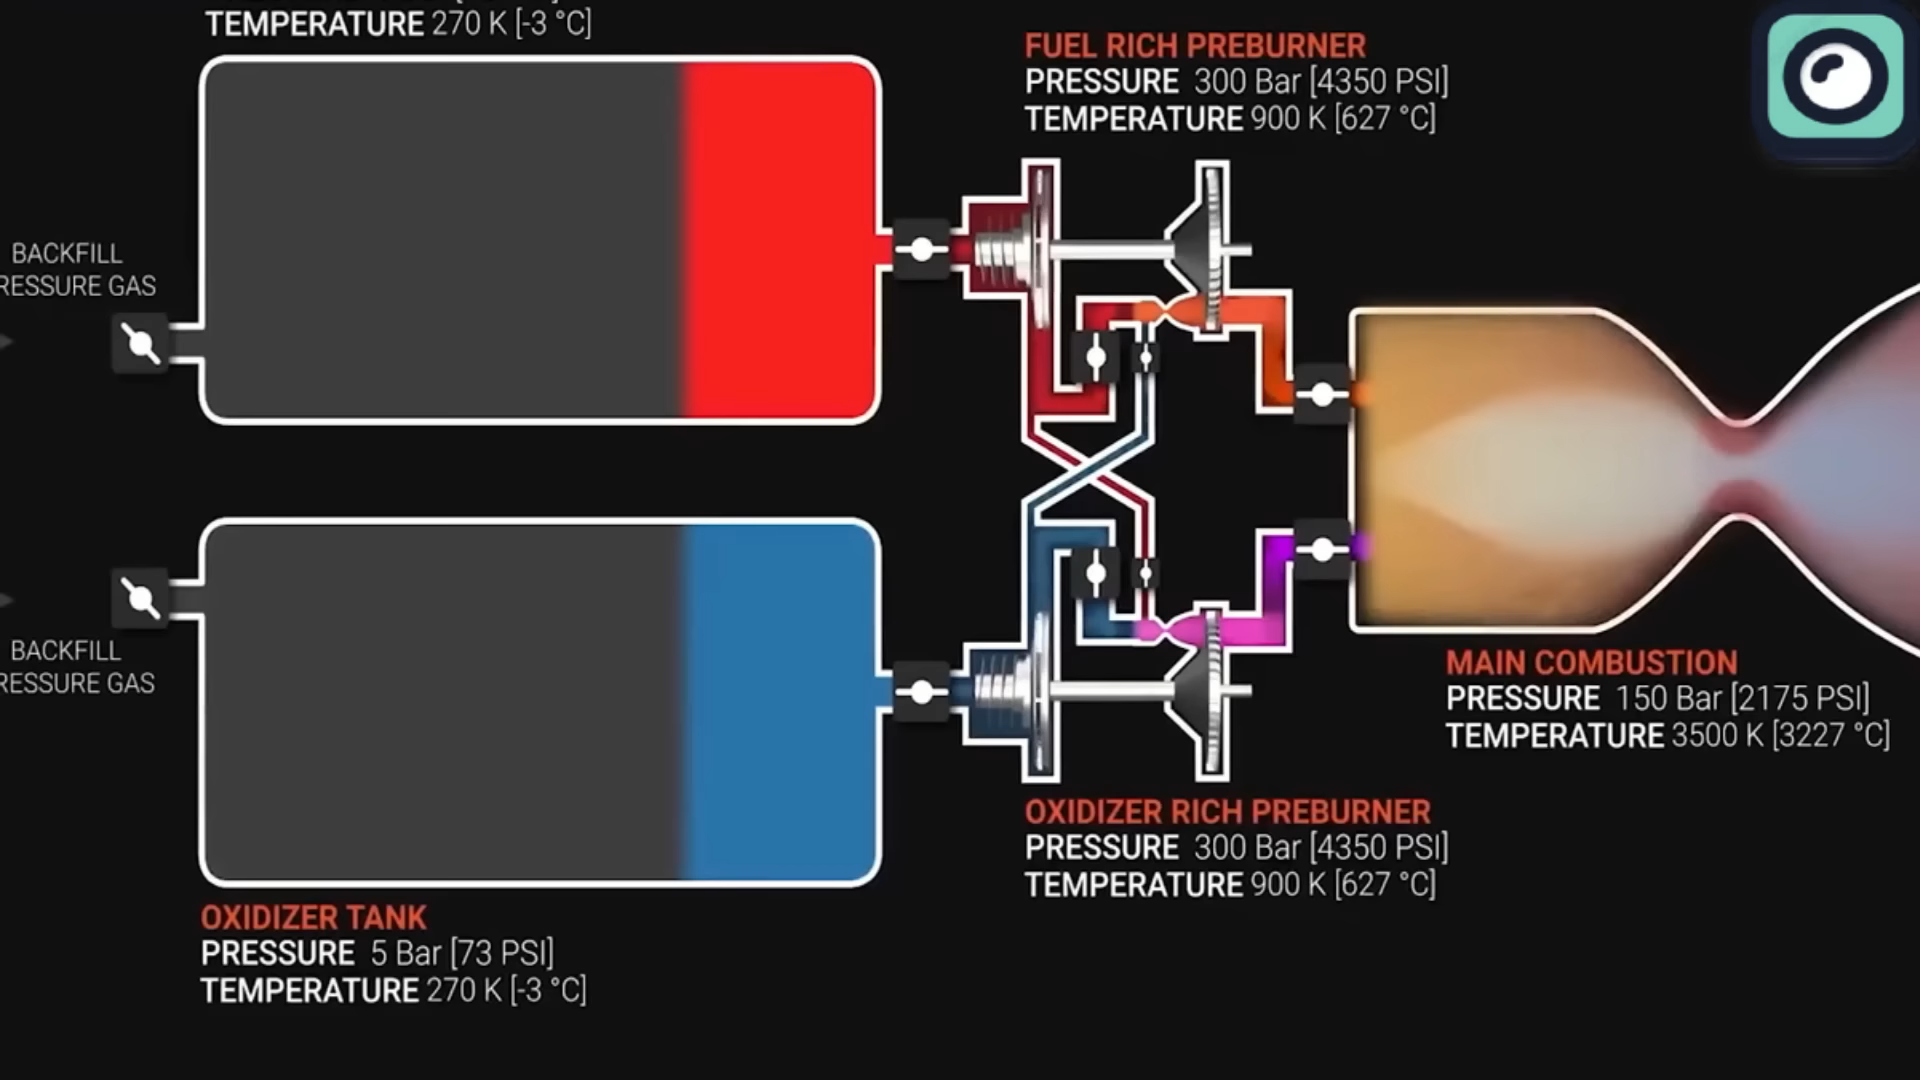 TEMPERATURE 270 K [-3 °C]
FUEL RICH PREBURNER
PRESSURE 300 Bar [4350 PSI]
TEMPERATURE 900 K [627 °C]
BACKFILL
RESSURE GAS
BACKFILL
RESSURE GAS
MAIN COMBUSTION
PRESSURE 150 Bar [2175 PSI]
TEMPERATURE 3500 K [3227 °C]
OXIDIZER RICH PREBURNER
PRESSURE 300 Bar [4350 PSI]
TEMPERATURE 900 K [627 °C]
OXIDIZER TANK
PRESSURE 5 Bar [73 PSI]
TEMPERATURE 270 K [-3 °C]